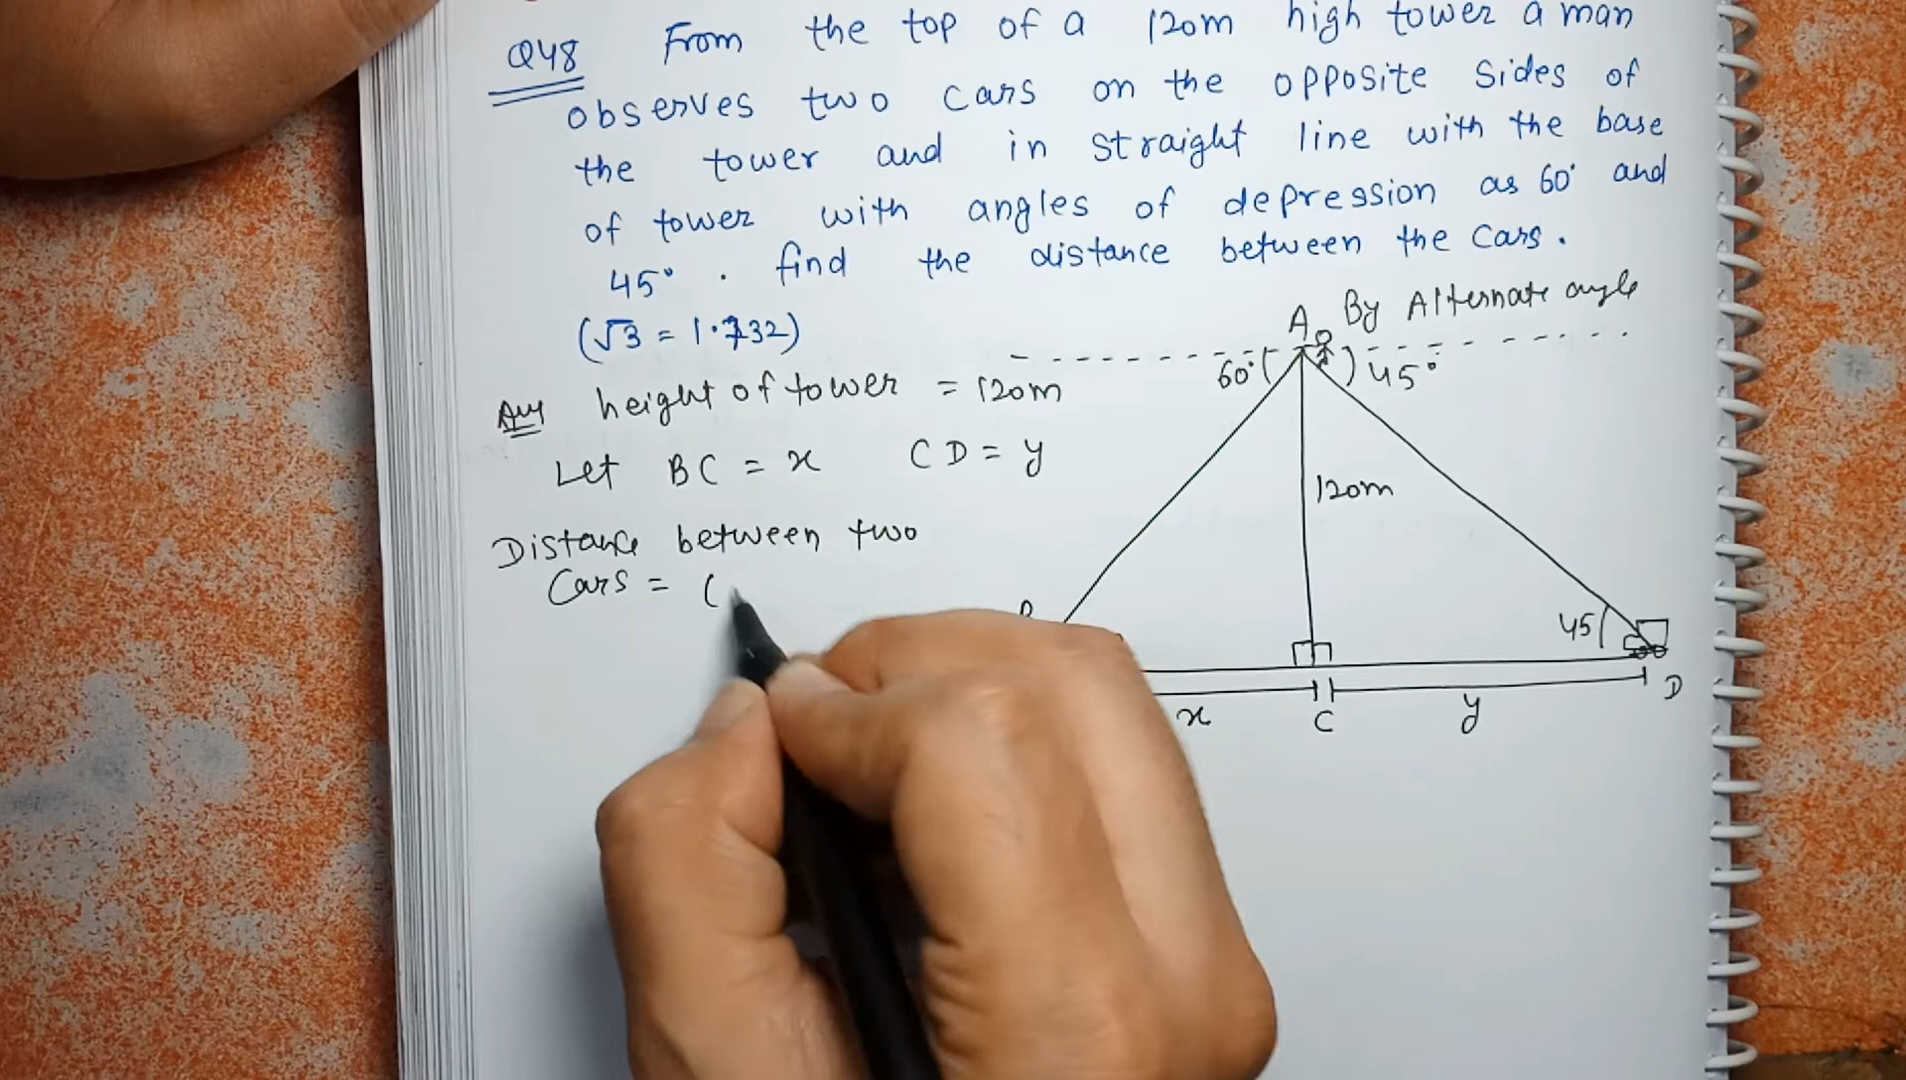 Q48 From the top of a 120m high tower a man
observes two cars on the opposite sides of
the tower and in straight line with the base
of tower with angles of depression as 60° and
45° . find the distance between the cars.
(√3 = 1.732)
Ans height of tower = 120m
Let BC = x CD = y
Distance between two
Cars = (
A By Alternate angle
60° 45°
120m
45
x C y D